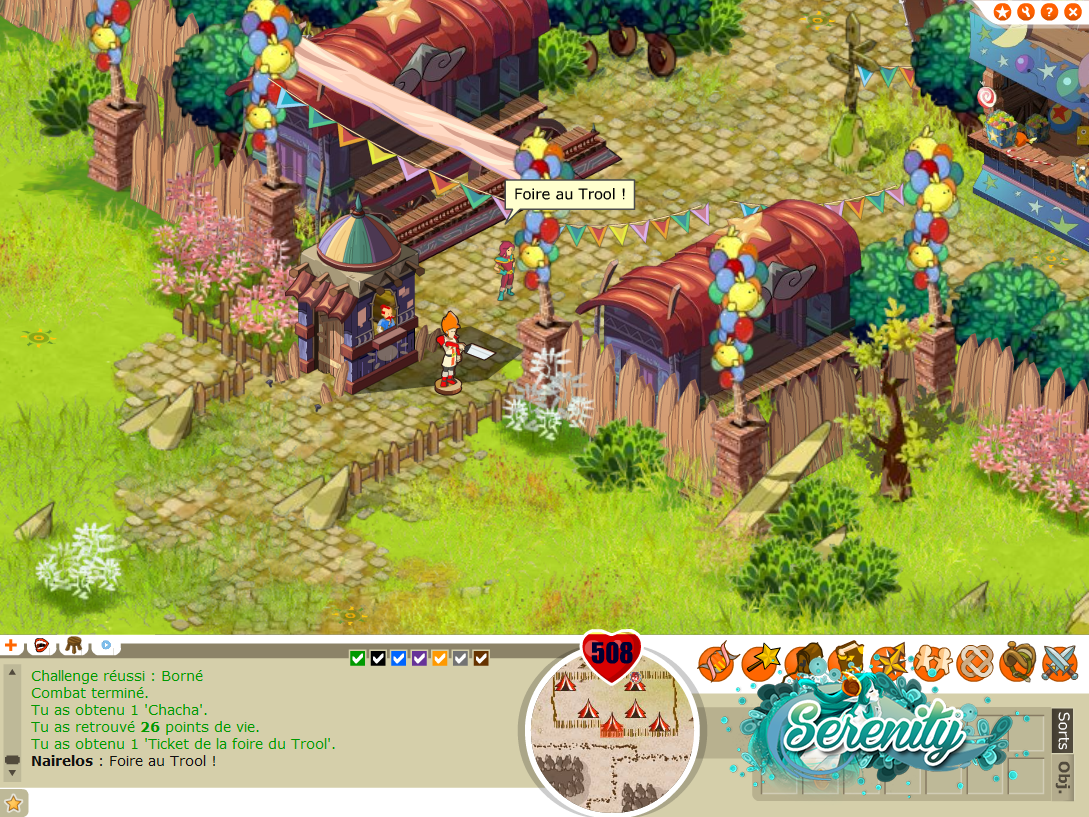 Foire au Trool !
508
Challenge réussi : Borné
Combat terminé.
Tu as obtenu 1 'Chacha'.
Tu as retrouvé 26 points de vie.
Tu as obtenu 1 'Ticket de la foire du Trool'.
Nairelos : Foire au Trool !
Serenity
Sorts
Obj.